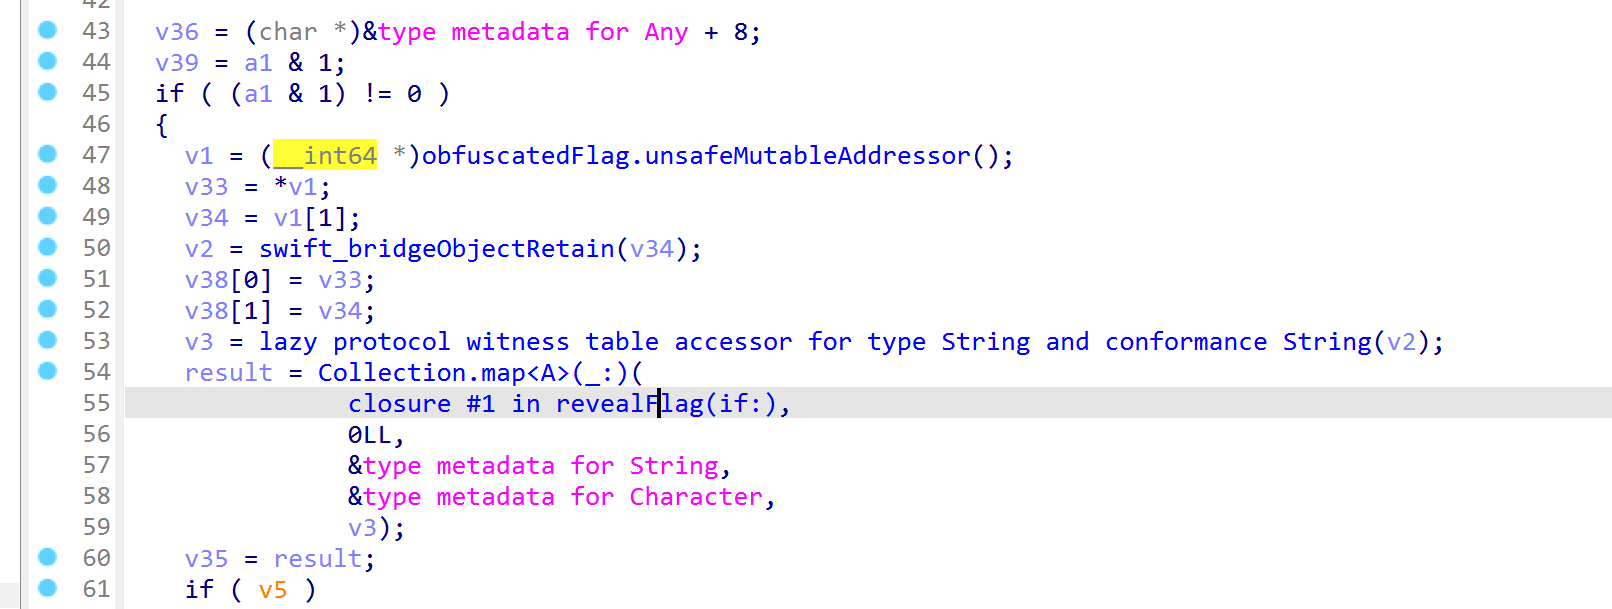 42
43 v36 = (char *)&type metadata for Any + 8;
44 v39 = a1 & 1;
45 if ( (a1 & 1) != 0 )
46 {
47 v1 = (__int64 *)obfuscatedFlag.unsafeMutableAddressor();
48 v33 = *v1;
49 v34 = v1[1];
50 v2 = swift_bridgeObjectRetain(v34);
51 v38[0] = v33;
52 v38[1] = v34;
53 v3 = lazy protocol witness table accessor for type String and conformance String(v2);
54 result = Collection.map<A>(_:)(
55 closure #1 in revealFlag(if:),
56 0LL,
57 &type metadata for String,
58 &type metadata for Character,
59 v3);
60 v35 = result;
61 if ( v5 )